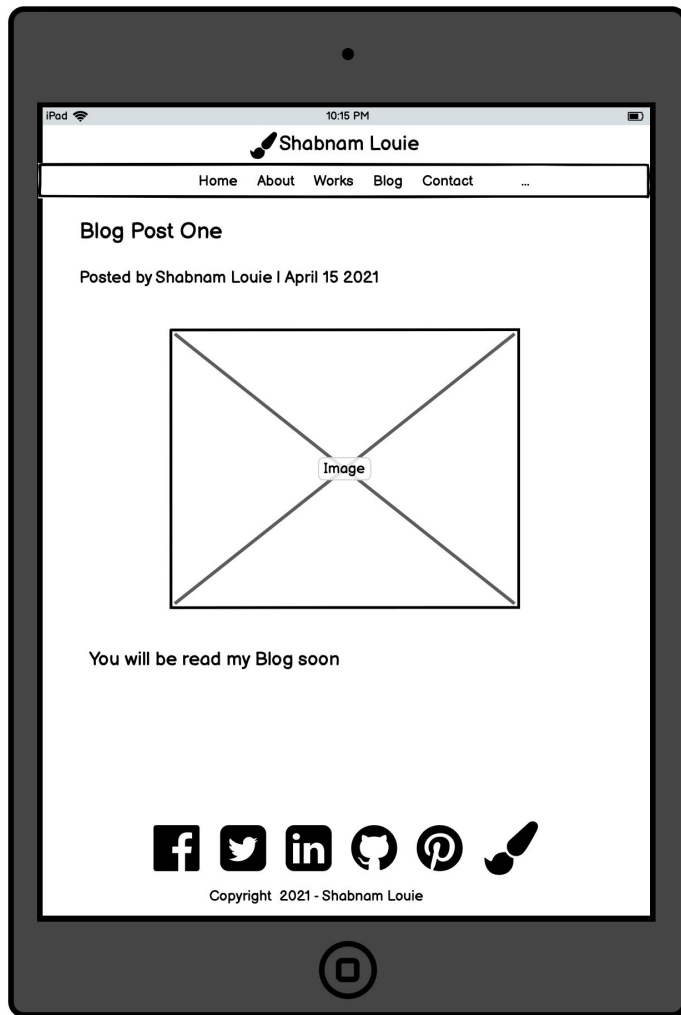 iPad 10:15 PM
Shabnam Louie
Home About Works Blog Contact ...
Blog Post One
Posted by Shabnam Louie | April 15 2021
Image
You will be read my Blog soon
Copyright 2021 - Shabnam Louie